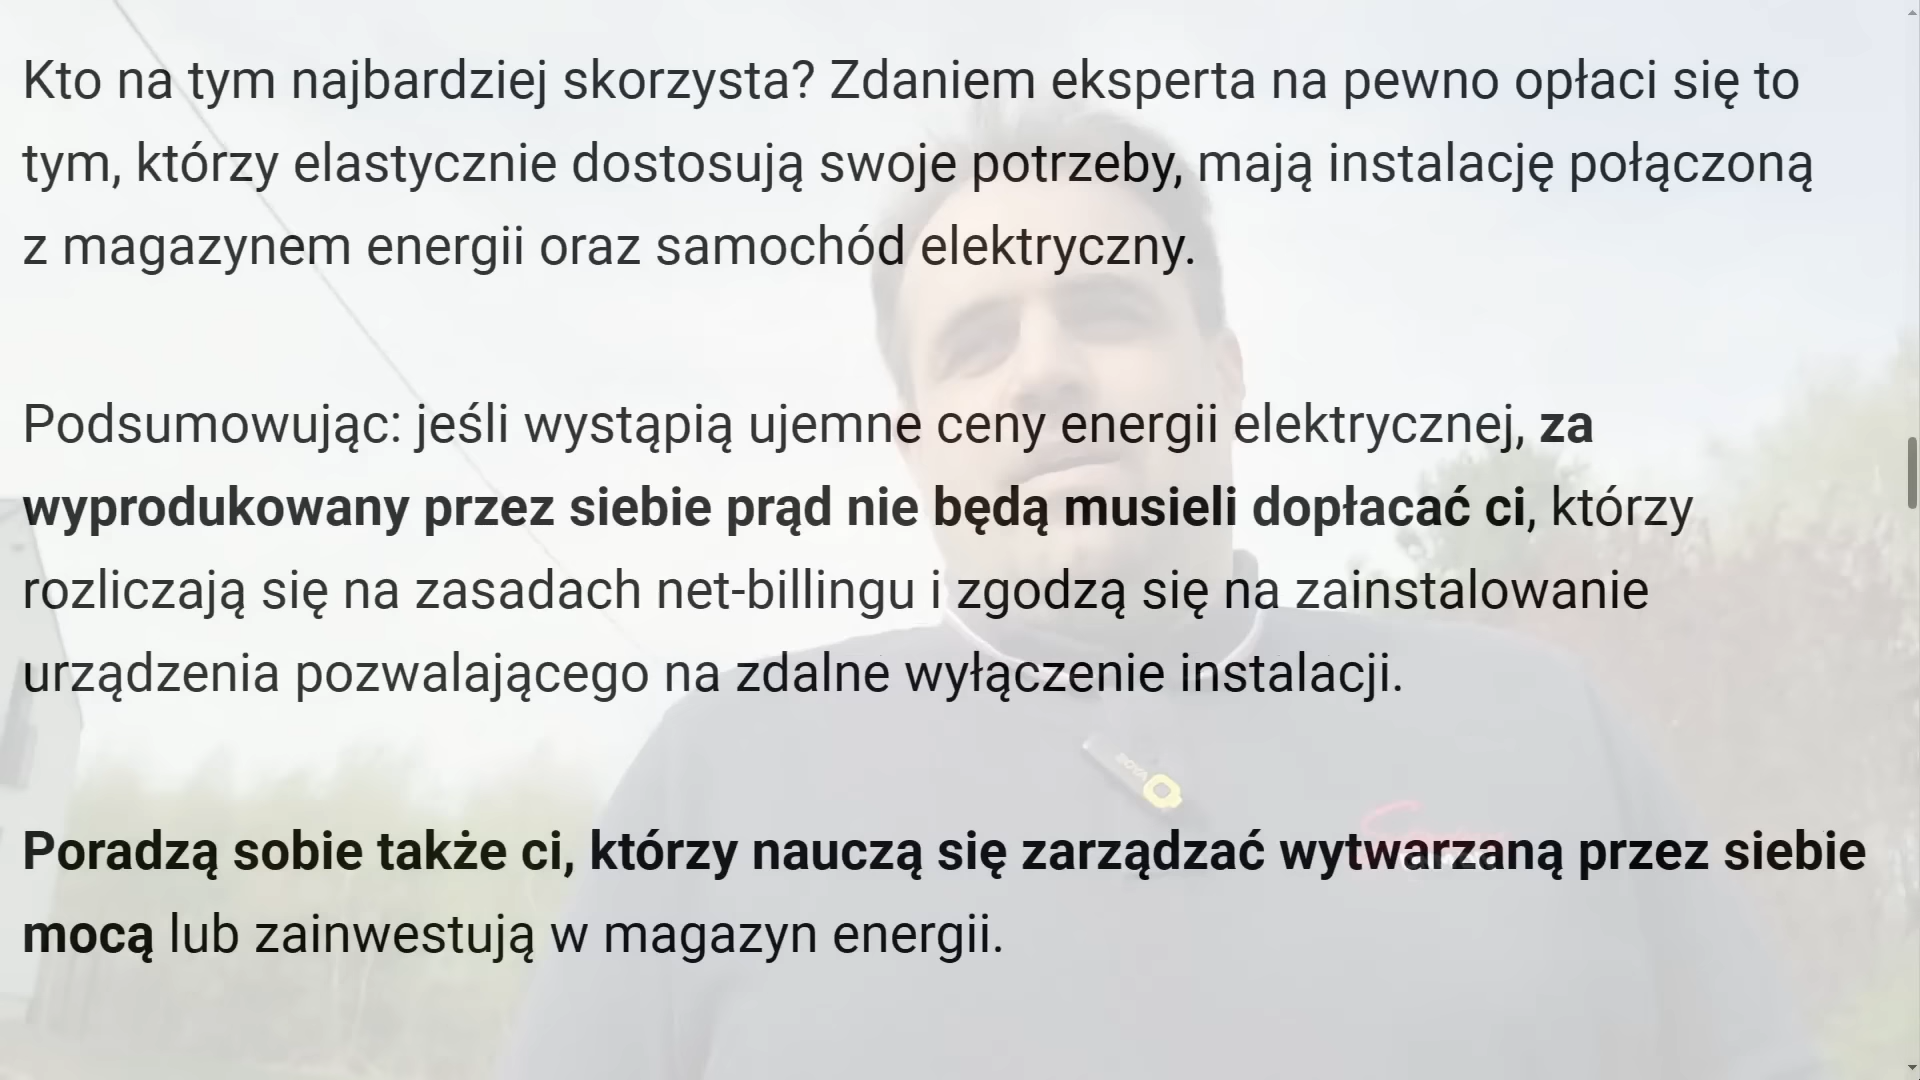 Kto na tym najbardziej skorzysta? Zdaniem eksperta na pewno opłaci się to
tym, którzy elastycznie dostosują swoje potrzeby, mają instalację połączoną
z magazynem energii oraz samochód elektryczny.
Podsumowując: jeśli wystąpią ujemne ceny energii elektrycznej, za
wyprodukowany przez siebie prąd nie będą musieli dopłacać ci, którzy
rozliczają się na zasadach net-billingu i zgodzą się na zainstalowanie
urządzenia pozwalającego na zdalne wyłączenie instalacji.
BOYA
Poradzą sobie także ci, którzy nauczą się zarządzać wytwarzaną przez siebie
mocą lub zainwestują w magazyn energii.